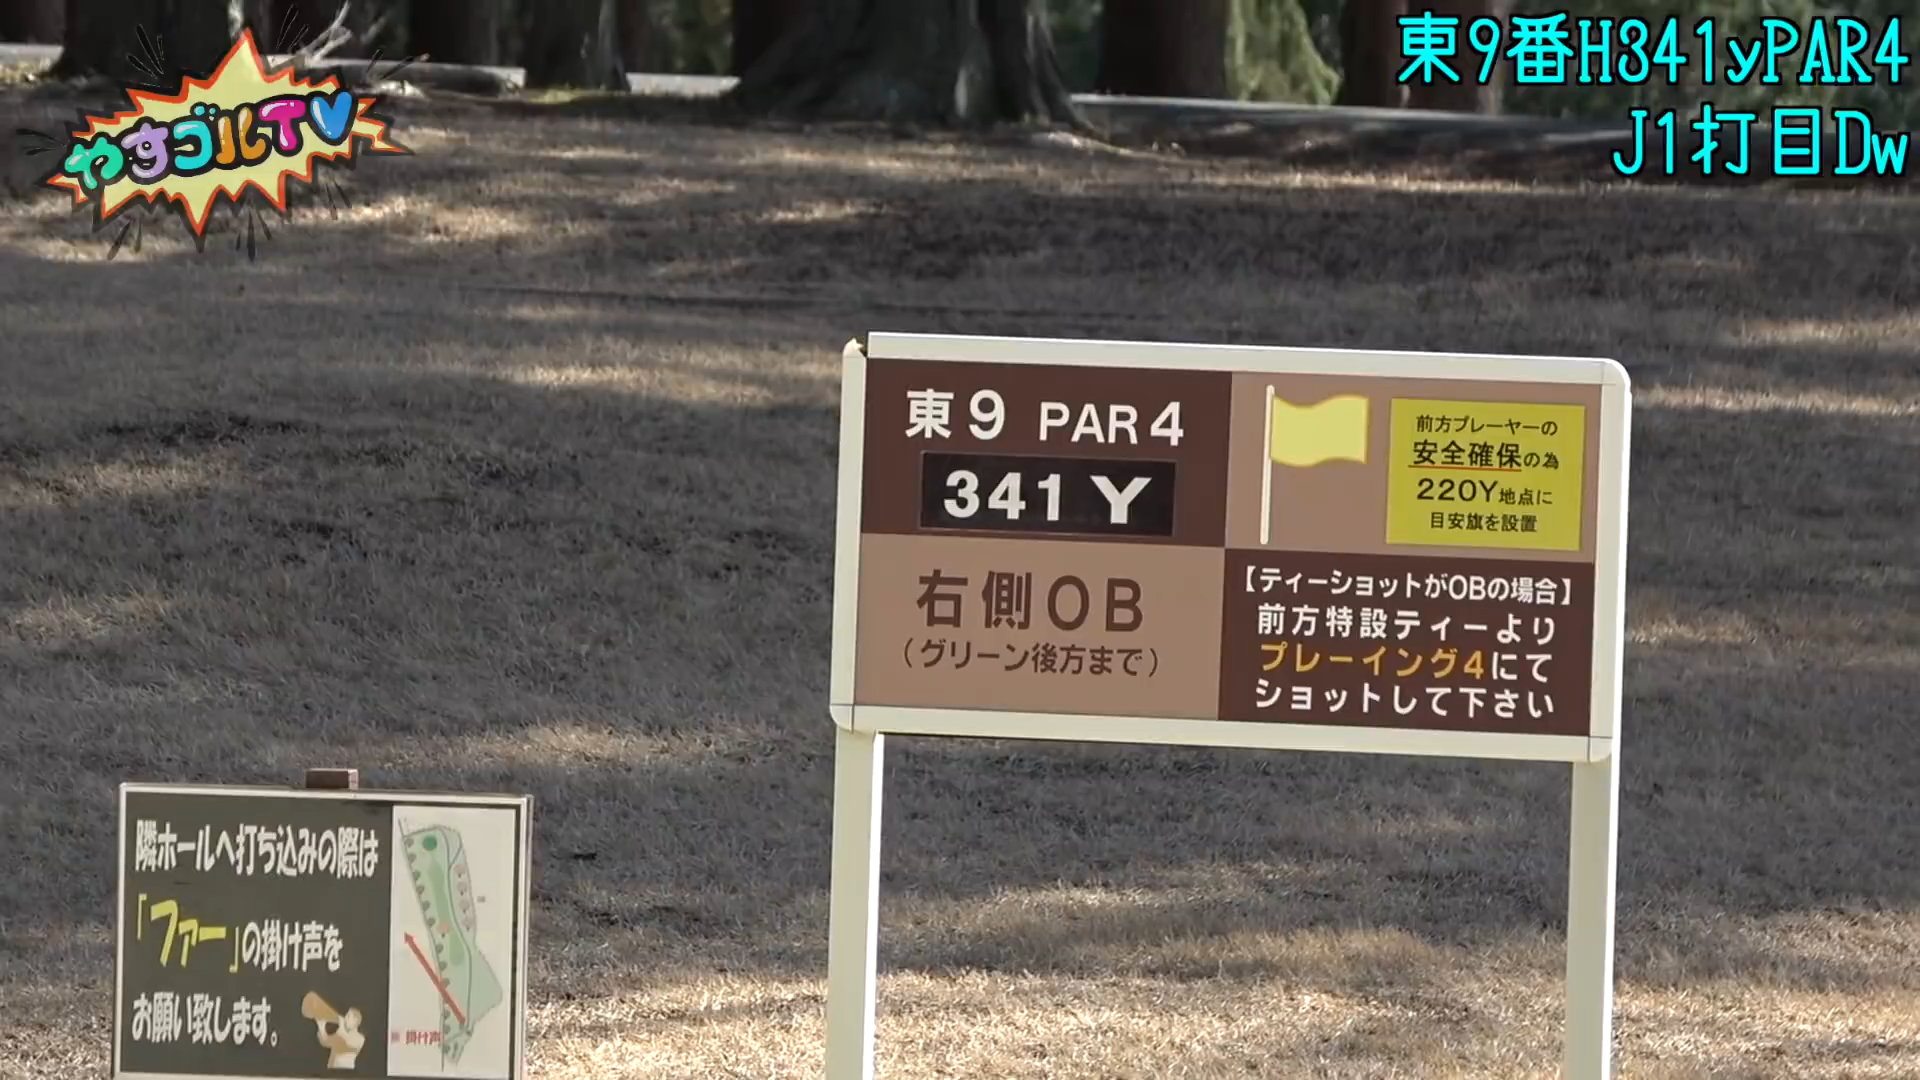 やすゴルTV
東9番H341yPAR4
J1打目Dw
東9 PAR4
341Y
前方プレーヤーの
安全確保の為
220Y地点に
目安旗を設置
右側OB
(グリーン後方まで)
【ティーショットがOBの場合】
前方特設ティーより
プレーイング4にて
ショットして下さい
隣ホールへ打ち込みの際は
「ファー」の掛け声を
お願い致します。
掛け声